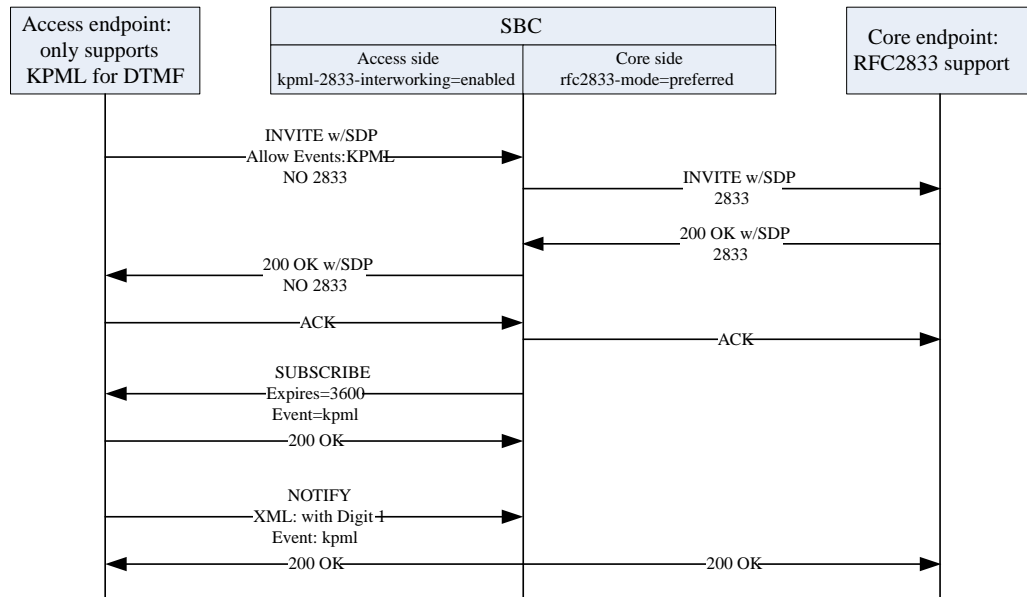 Access endpoint:
only supports
KPML for DTMF
SBC
Access side
kpml-2833-interworking=enabled
Core side
rfc2833-mode=preferred
Core endpoint:
RFC2833 support
INVITE w/SDP
Allow Events:KPML
NO 2833
INVITE w/SDP
2833
200 OK w/SDP
2833
200 OK w/SDP
NO 2833
ACK
ACK
SUBSCRIBE
Expires=3600
Event=kpml
200 OK
NOTIFY
XML: with Digit 1
Event: kpml
200 OK
200 OK